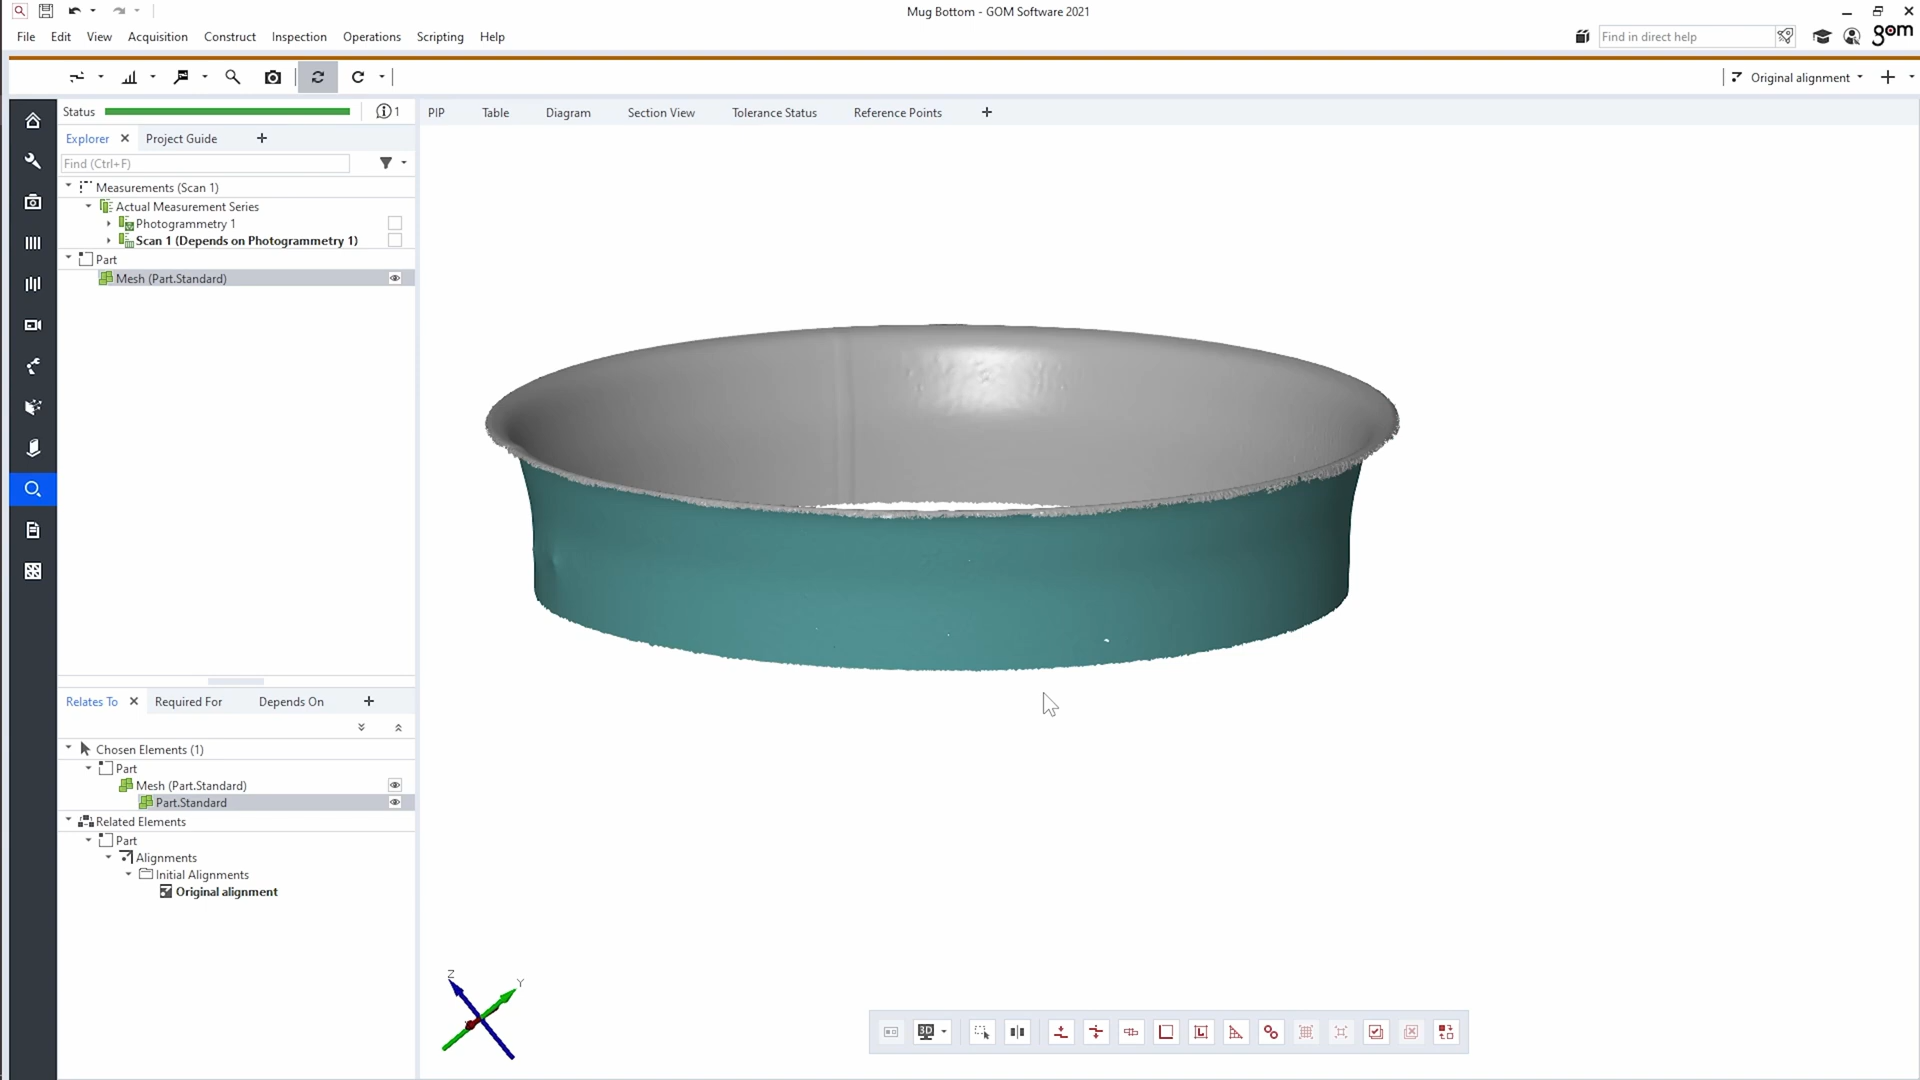 Mug Bottom - GOM Software 2021
File Edit View Acquisition Construct Inspection Operations Scripting Help
Find in direct help
gom
Original alignment
Status
1
PIP Table Diagram Section View Tolerance Status Reference Points
Explorer Project Guide
Find (Ctrl+F)
Measurements (Scan 1)
Actual Measurement Series
Photogrammetry 1
Scan 1 (Depends on Photogrammetry 1)
Part
Mesh (Part.Standard)
Relates To Required For Depends On
Chosen Elements (1)
Part
Mesh (Part.Standard)
Part.Standard
Related Elements
Part
Alignments
Initial Alignments
Original alignment
Z
Y
3D